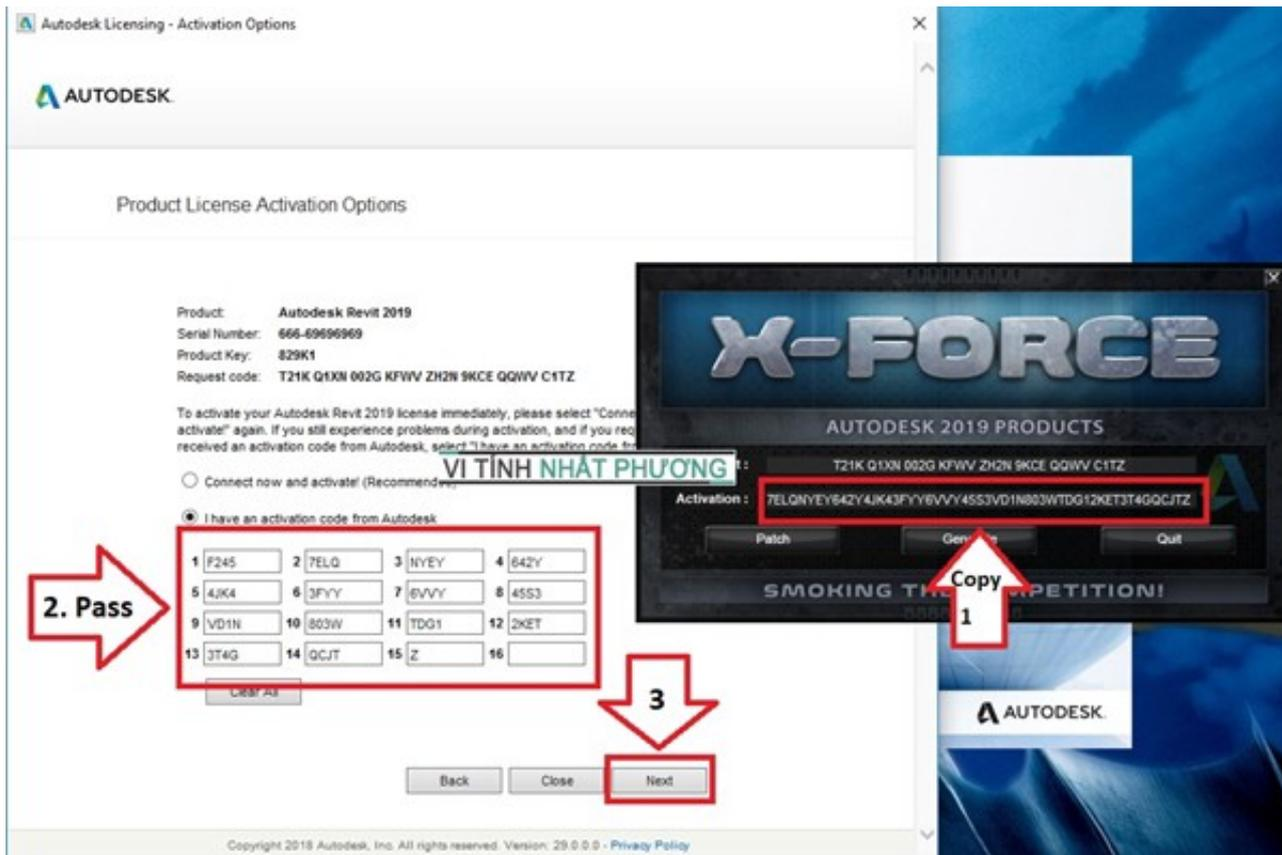 Autodesk Licensing - Activation Options
AUTODESK.
Product License Activation Options
Product: Autodesk Revit 2019
Serial Number: 666-69696969
Product Key: 829K1
Request code: T21K Q1XN 002G KFWV ZH2N 9KCE QQWV C1TZ
To activate your Autodesk Revit 2019 license immediately, please select "Conne
activate!" again. If you still experience problems during activation, and if you req
received an activation code from Autodesk, select "I have an activation code
Connect now and activate! (Recommended)
I have an activation code from Autodesk
1 F245 2 7ELQ 3 NYEY 4 642Y
5 4JK4 6 3FYY 7 6VVY 8 45S3
9 VD1N 10 803W 11 TDG1 12 2KET
13 3T4G 14 QCJT 15 Z 16
Clear All
2. Pass
3
Back Close Next
Copyright 2018 Autodesk, Inc. All rights reserved. Version: 29.0.0.0 - Privacy Policy
VI TÍNH NHẬT PHƯƠNG
X-FORCE
AUTODESK 2019 PRODUCTS
T21K Q1XN 002G KFWV ZH2N 9KCE QQWV C1TZ
Activation : 7ELQNYEY642Y4JK43FYY6VVY45S3VD1N803WTDG12KET3T4GQCJTZ
Patch Quit
Copy
1
SMOKING
AUTODESK.